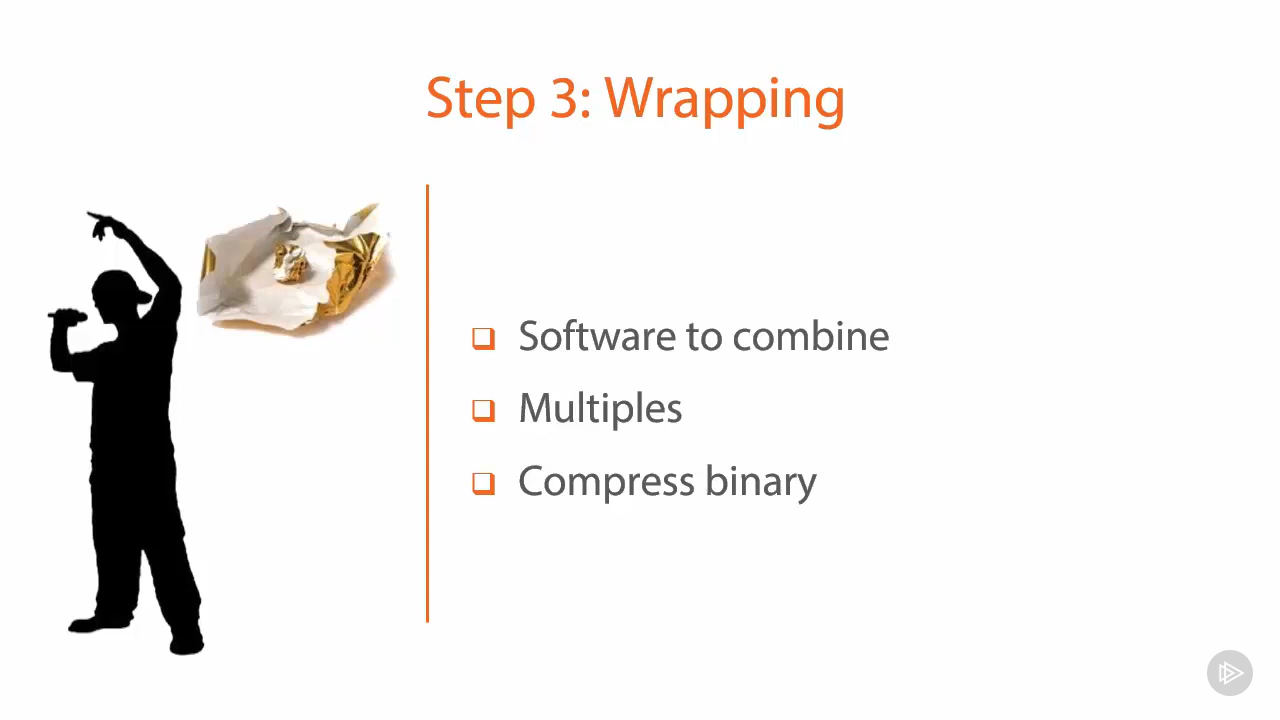 Step 3: Wrapping
Software to combine
Multiples
Compress binary